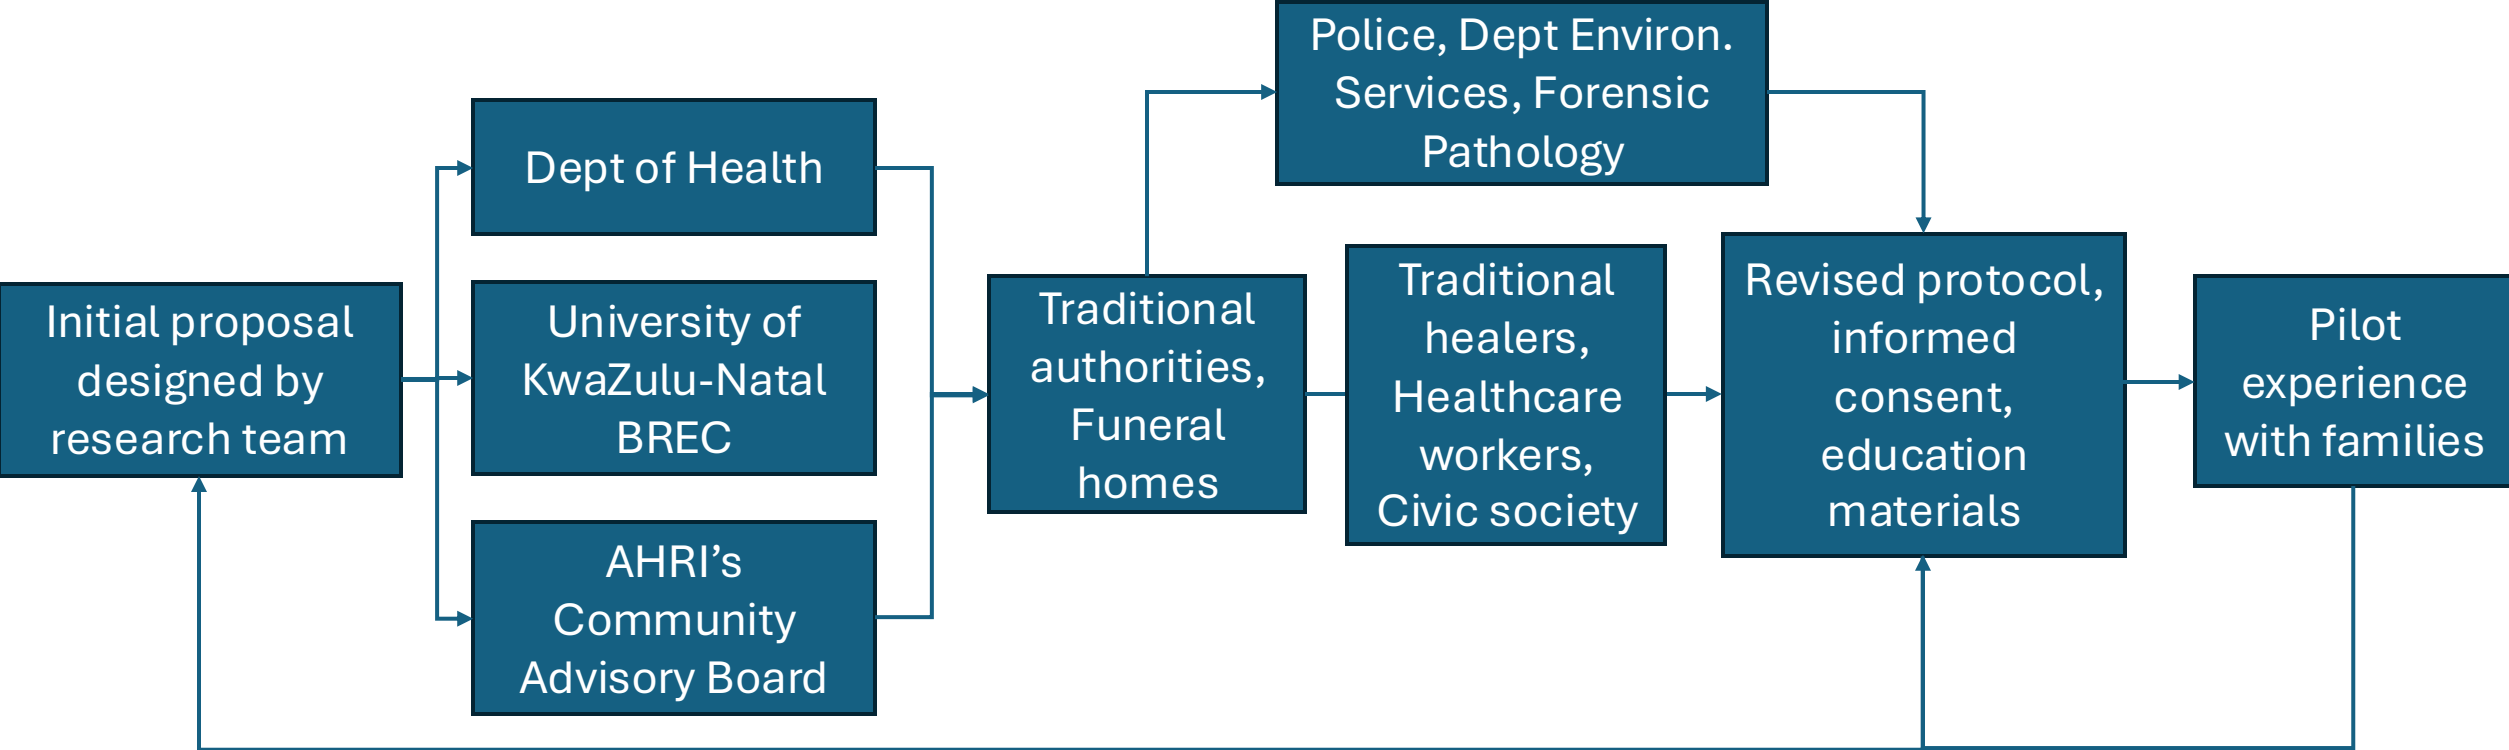 Initial proposal
designed by
research team
Dept of Health
University of
KwaZulu-Natal
BREC
AHRI’s
Community
Advisory Board
Traditional
authorities,
Funeral
homes
Police, Dept Environ.
Services, Forensic
Pathology
Traditional
healers,
Healthcare
workers,
Civic society
Revised protocol,
informed
consent,
education
materials
Pilot
experience
with families